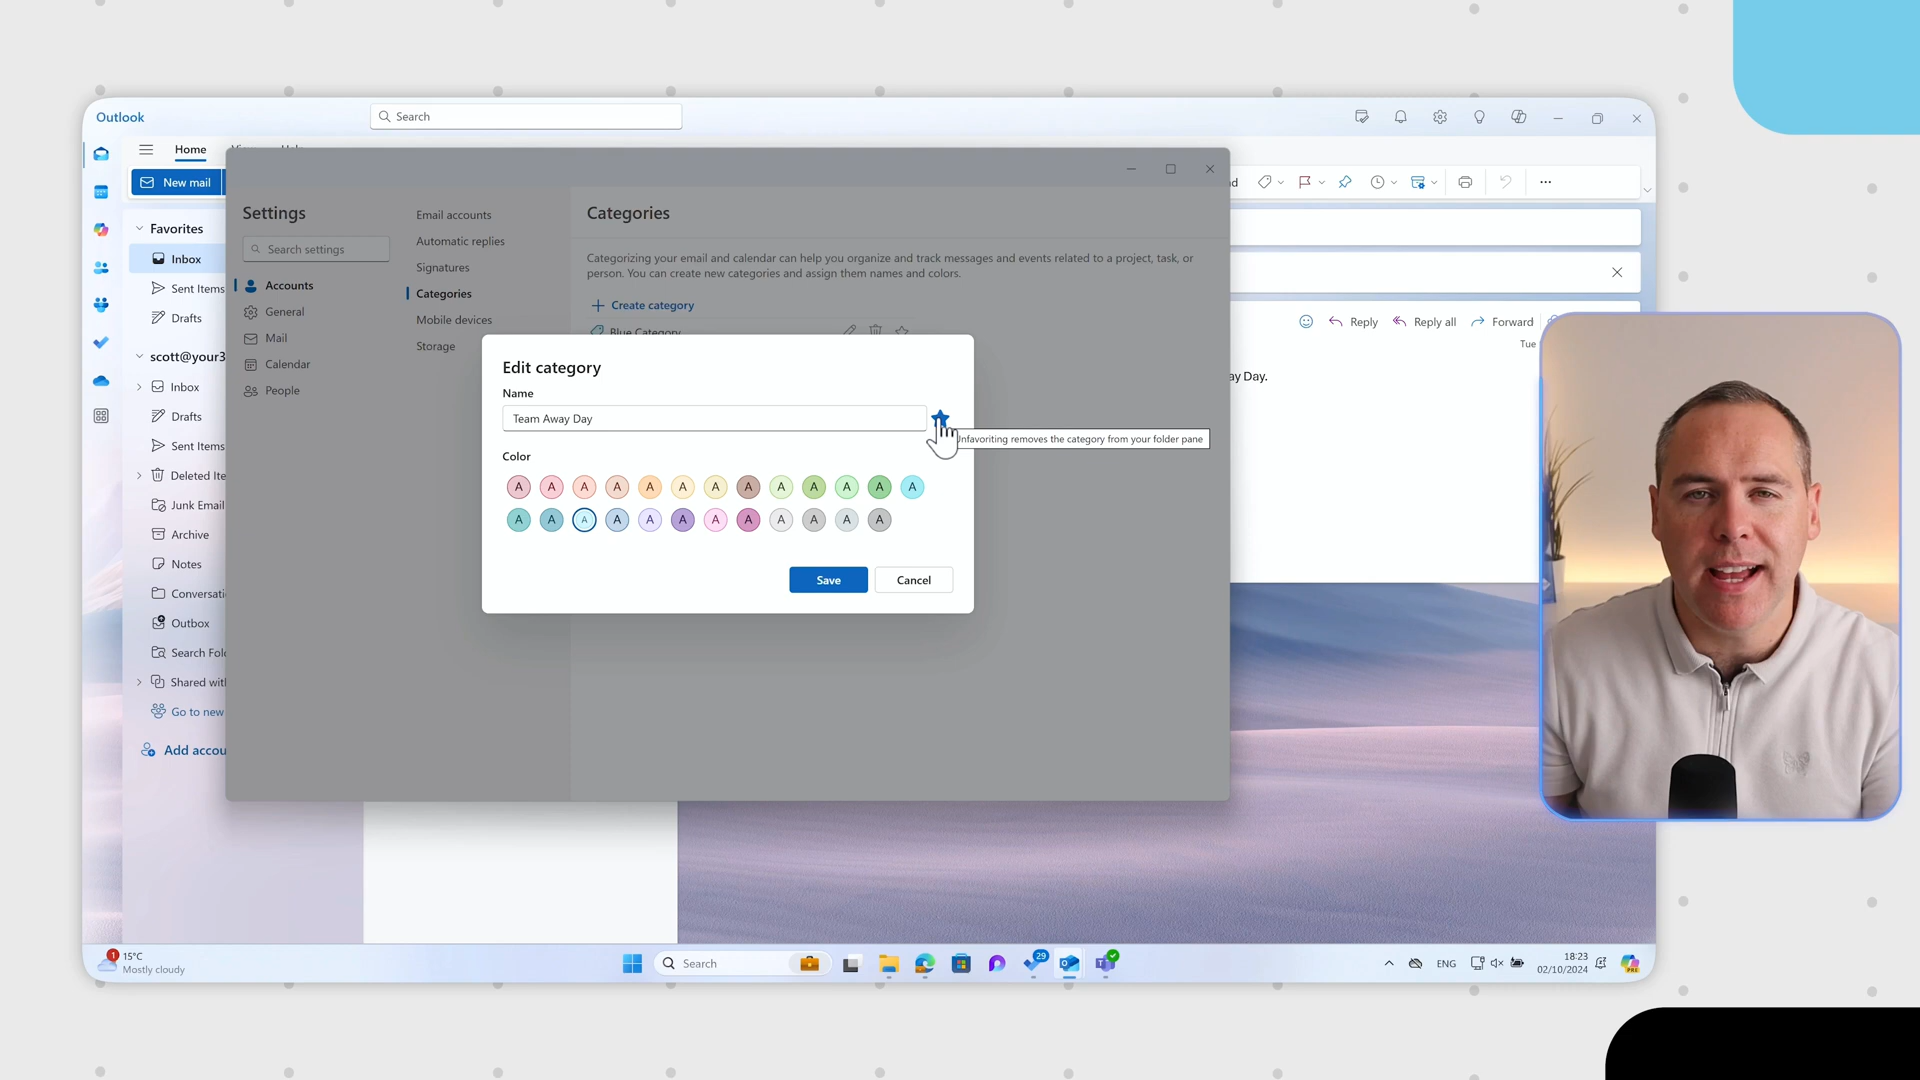 Outlook
Search
Home
New mail
Favorites
Inbox
Sent Items
Drafts
scott@your3
Inbox
Drafts
Sent Items
Deleted Ite
Junk Email
Archive
Notes
Conversati
Outbox
Search Fol
Shared wit
Go to new
Add accou
Settings
Search settings
Accounts
General
Mail
Calendar
People
Email accounts
Automatic replies
Signatures
Categories
Mobile devices
Storage
Categories
Categorizing your email and calendar can help you organize and track messages and events related to a project, task, or
person. You can create new categories and assign them names and colors.
Create category
Blue Category
Edit category
Name
Team Away Day
Unfavoriting removes the category from your folder pane
Color
A A A A A A A A A A A A A
A A A A A A A A A A A A
Save Cancel
Reply Reply all Forward
Tue
ay Day.
1
15°C
Mostly cloudy
Search
29
ENG
18:23
02/10/2024
PRE